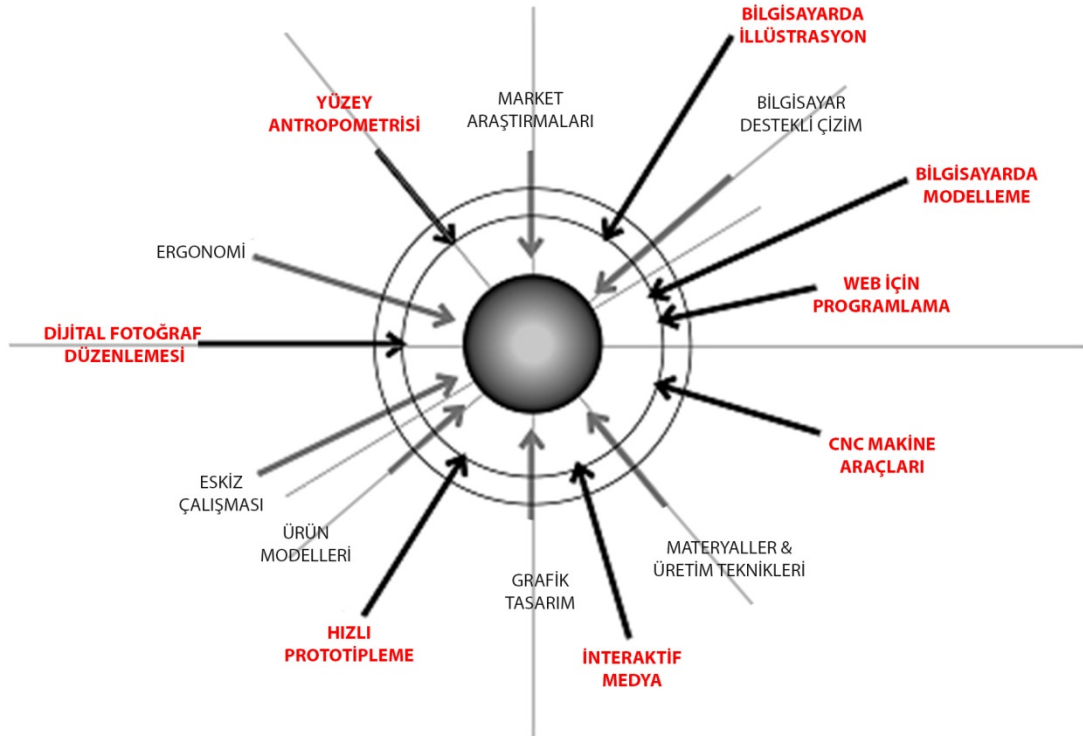 BİLGİSAYARDA
İLLÜSTRASYON
YÜZEY
ANTROPOMETRİSİ
MARKET
ARAŞTIRMALARI
BİLGİSAYAR
DESTEKLİ ÇİZİM
BİLGİSAYARDA
MODELLEME
ERGONOMİ
WEB İÇİN
PROGRAMLAMA
DİJİTAL FOTOĞRAF
DÜZENLEMESİ
CNC MAKİNE
ARAÇLARI
ESKİZ
ÇALIŞMASI
ÜRÜN
MODELLERİ
MATERYALLER &
ÜRETİM TEKNİKLERİ
GRAFİK
TASARIM
HIZLI
PROTOTİPLEME
İNTERAKTİF
MEDYA